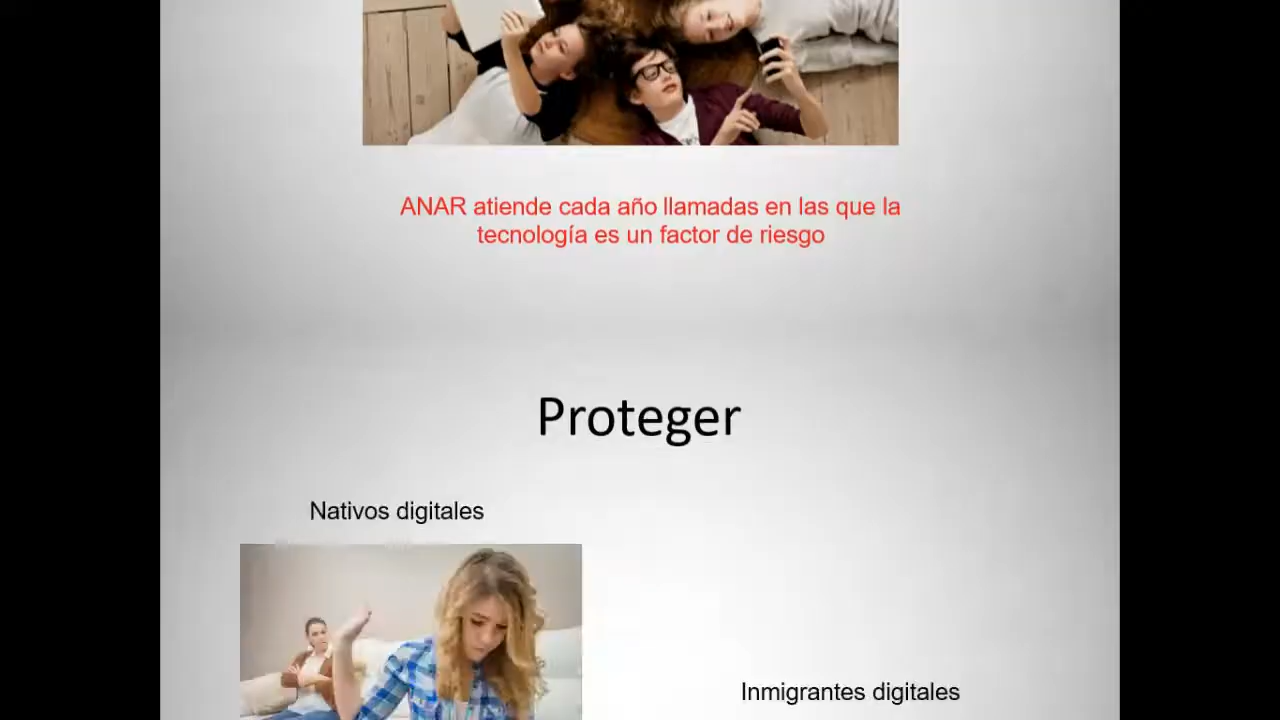 ANAR atiende cada año llamadas en las que la
tecnología es un factor de riesgo
Proteger
Nativos digitales
Inmigrantes digitales